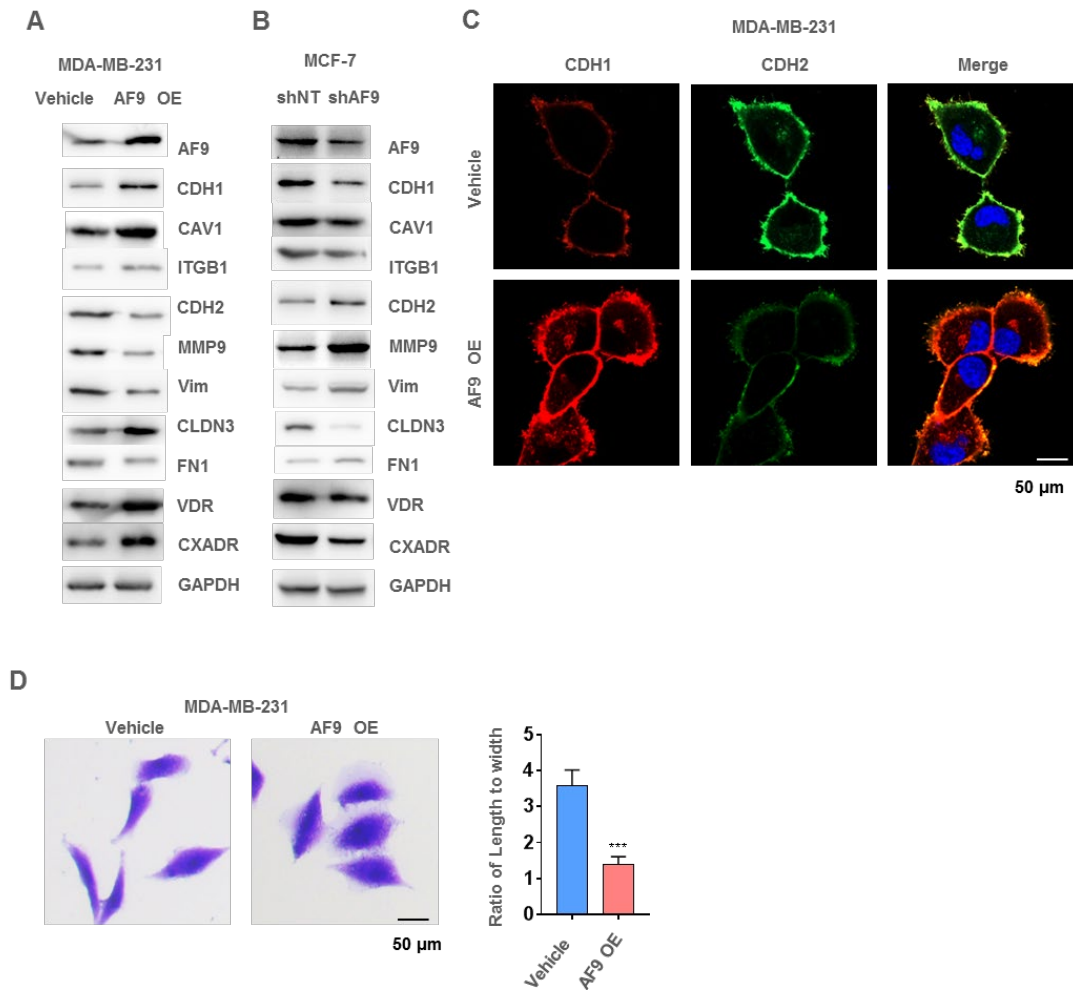 A
MDA-MB-231
Vehicle AF9 OE
AF9
CDH1
CAV1
ITGB1
CDH2
MMP9
Vim
CLDN3
FN1
VDR
CXADR
GAPDH
B
MCF-7
shNT shAF9
AF9
CDH1
CAV1
ITGB1
CDH2
MMP9
Vim
CLDN3
FN1
VDR
CXADR
GAPDH
C
MDA-MB-231
CDH1 CDH2 Merge
Vehicle
AF9 OE
50 μm
D
MDA-MB-231
Vehicle AF9 OE
50 μm
Ratio of Length to width
5
4
3
2
1
0
***
Vehicle
AF9 OE